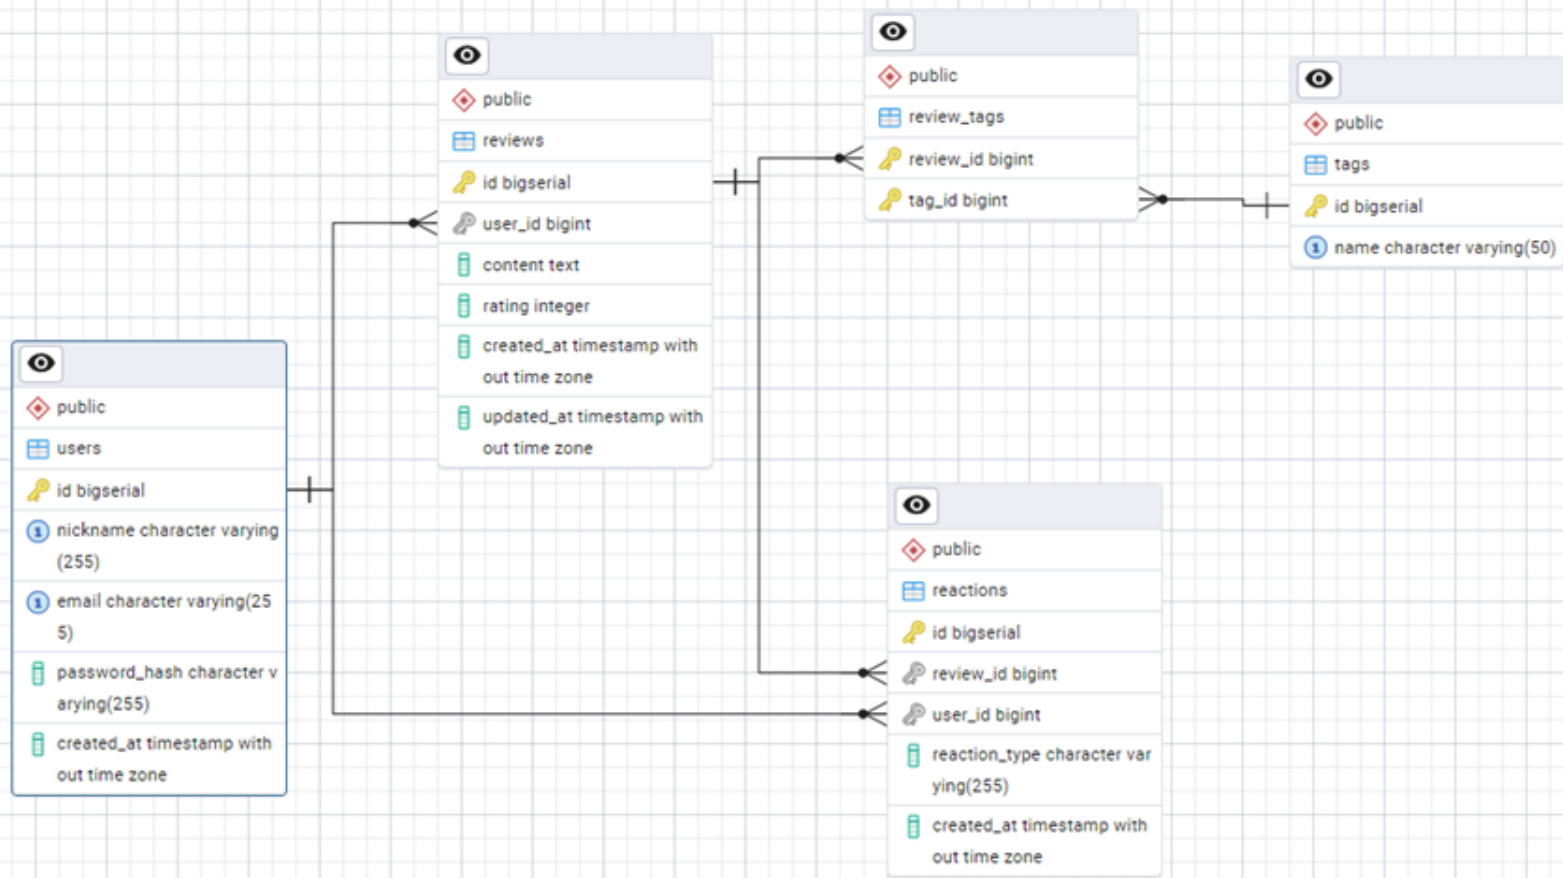 public
reviews
id bigserial
user_id bigint
content text
rating integer
created_at timestamp with
out time zone
updated_at timestamp with
out time zone
public
review_tags
review_id bigint
tag_id bigint
public
tags
id bigserial
1 name character varying(50)
public
users
id bigserial
1 nickname character varying
(255)
1 email character varying(25
5)
password_hash character v
arying(255)
created_at timestamp with
out time zone
public
reactions
id bigserial
review_id bigint
user_id bigint
reaction_type character var
ying(255)
created_at timestamp with
out time zone